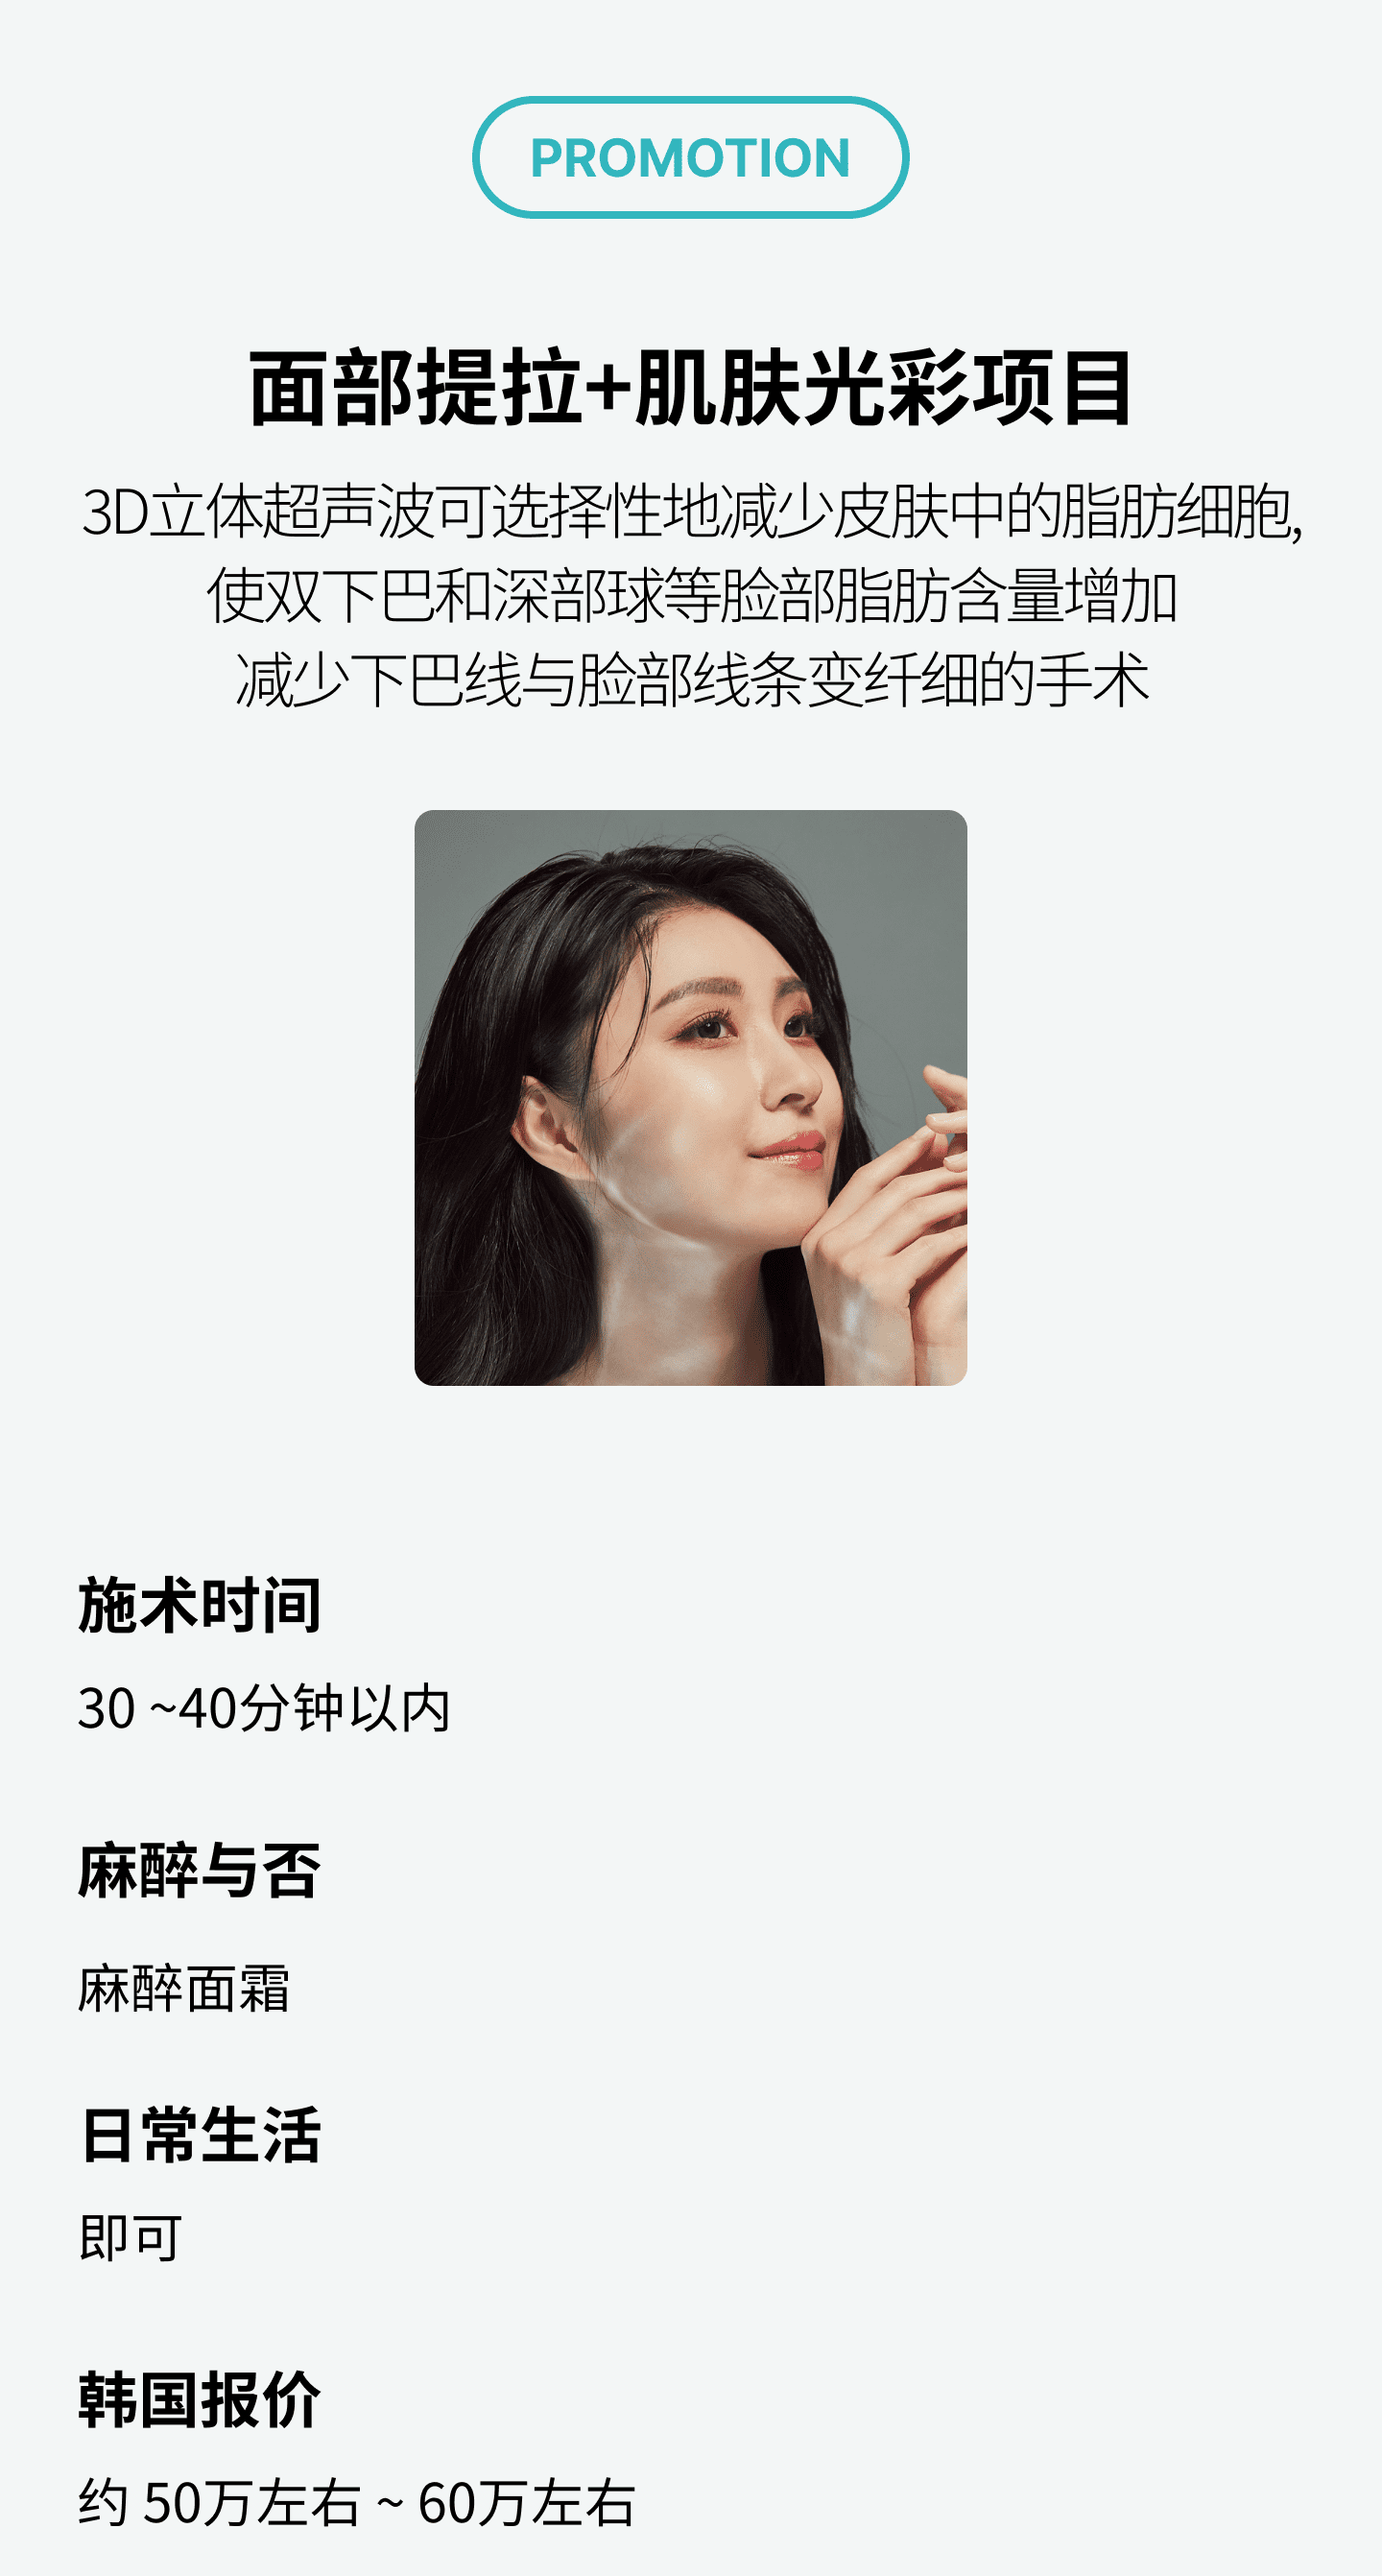 PROMOTION
面部提拉+肌肤光彩项目
3D立体超声波可选择性地减少皮肤中的脂肪细胞,
使双下巴和深部球等脸部脂肪含量增加
减少下巴线与脸部线条变纤细的手术
施术时间
30 ~40分钟以内
麻醉与否
麻醉面霜
日常生活
即可
韩国报价
约 50万左右 ~ 60万左右